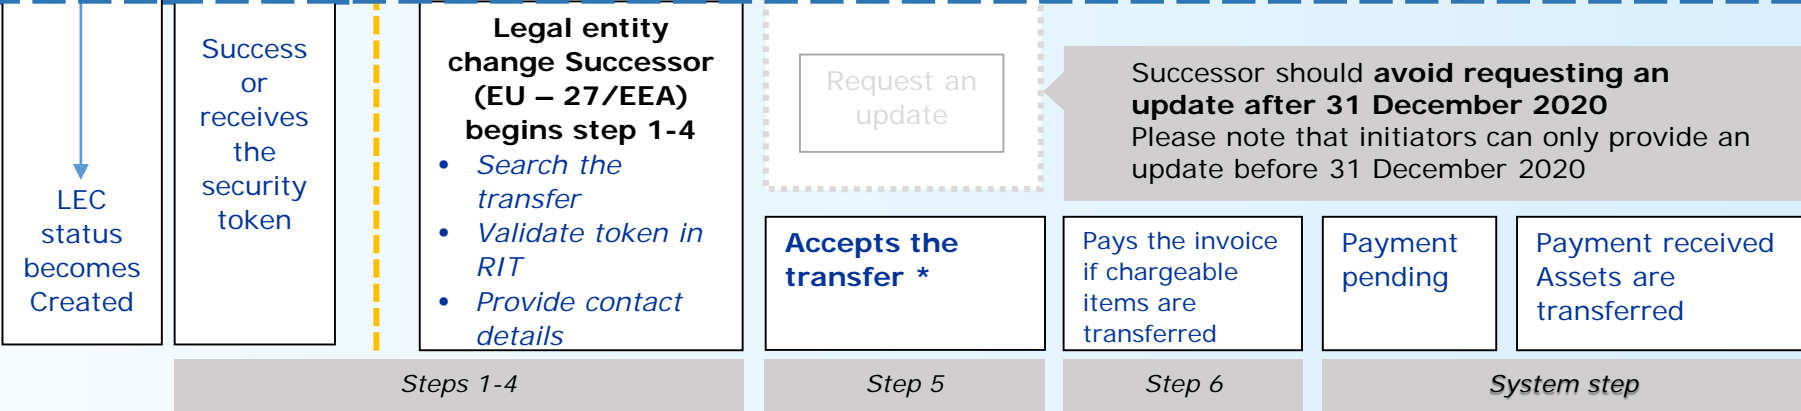 LEC
status
becomes
Created
Success
or
receives
the
security
token
Legal entity
change Successor
(EU – 27/EEA)
begins step 1-4
• Search the
transfer
• Validate token in
RIT
• Provide contact
details
Request an
update
Successor should avoid requesting an
update after 31 December 2020
Please note that initiators can only provide an
update before 31 December 2020
Accepts the
transfer *
Pays the invoice
if chargeable
items are
transferred
Payment
pending
Payment received
Assets are
transferred
Steps 1-4
Step 5
Step 6
System step